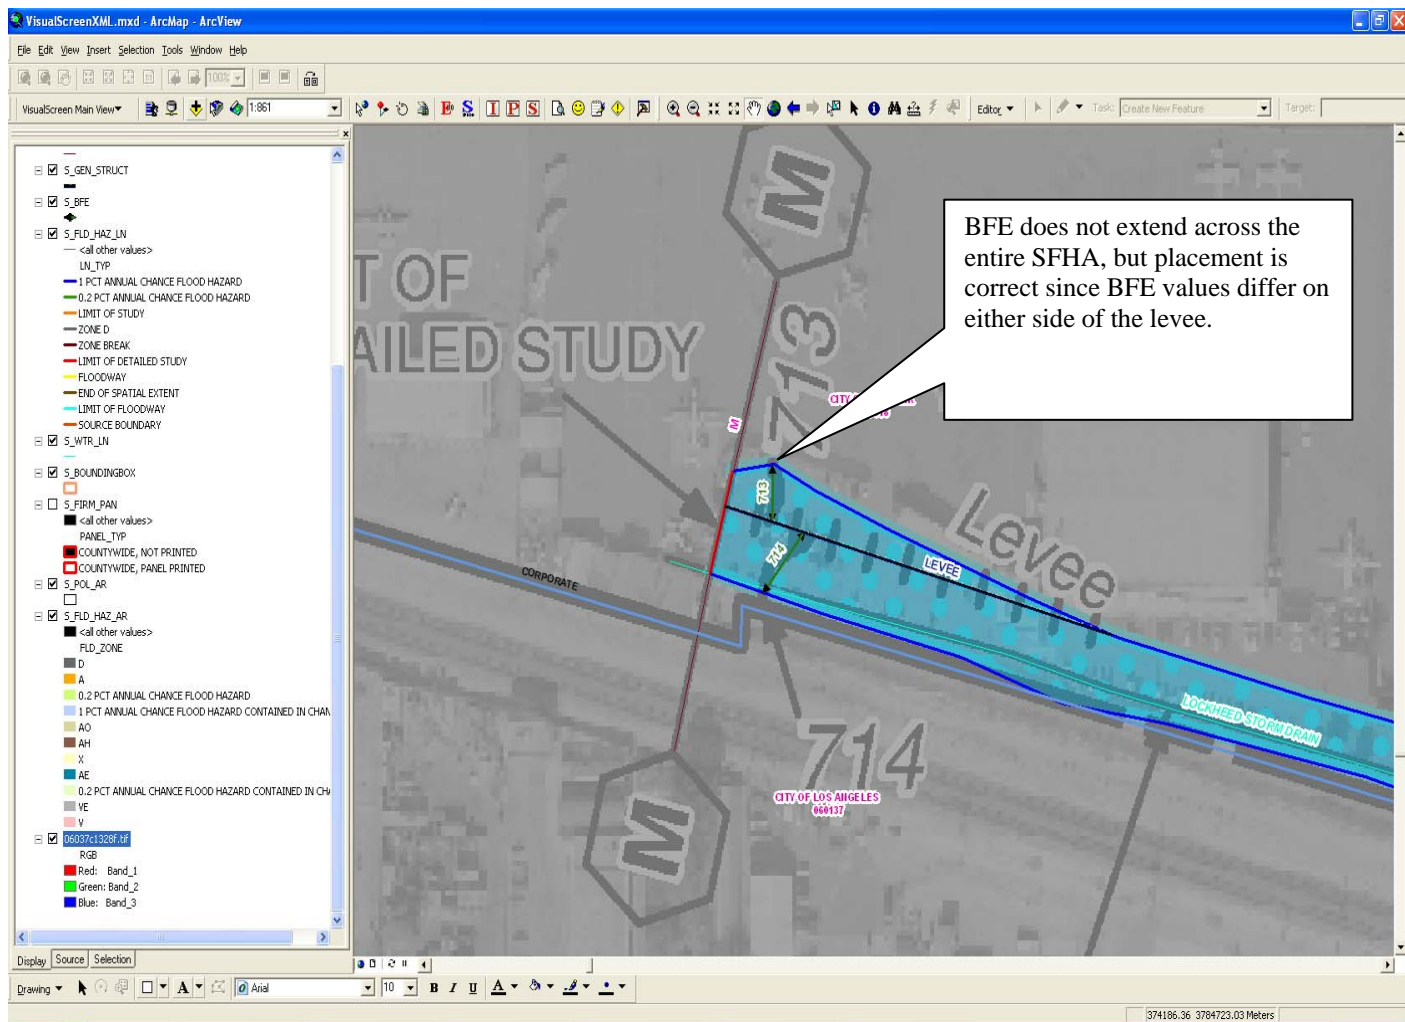 VisualScreenXML.mxd - ArcMap - ArcView
File Edit View Insert Selection Tools Window Help
100%
VisualScreen Main View
1:861
I P S
Editor
Task: Create New Feature
Target:
S_GEN_STRUCT
S_BFE
S_FLD_HAZ_LN
<all other values>
LN_TYP
1 PCT ANNUAL CHANCE FLOOD HAZARD
0.2 PCT ANNUAL CHANCE FLOOD HAZARD
LIMIT OF STUDY
ZONE D
ZONE BREAK
LIMIT OF DETAILED STUDY
FLOODWAY
END OF SPATIAL EXTENT
LIMIT OF FLOODWAY
SOURCE BOUNDARY
S_WTR_LN
S_BOUNDINGBOX
S_FIRM_PAN
<all other values>
PANEL_TYP
COUNTYWIDE, NOT PRINTED
COUNTYWIDE, PANEL PRINTED
S_POL_AR
S_FLD_HAZ_AR
<all other values>
FLD_ZONE
D
A
0.2 PCT ANNUAL CHANCE FLOOD HAZARD
1 PCT ANNUAL CHANCE FLOOD HAZARD CONTAINED IN CHAN
AO
AH
X
AE
0.2 PCT ANNUAL CHANCE FLOOD HAZARD CONTAINED IN CH
VE
V
06037c1328f.tif
RGB
Red: Band_1
Green: Band_2
Blue: Band_3
Display Source Selection
M
T OF
AILED STUDY
713
M
CITY
BFE does not extend across the
entire SFHA, but placement is
correct since BFE values differ on
either side of the levee.
713
714
LEVEE
Levee
CORPORATE
LOCKHEED STORM DRAIN
714
CITY OF LOS ANGELES
060137
M
Drawing
A
Arial
10
B I U A
374186.36 3784723.03 Meters